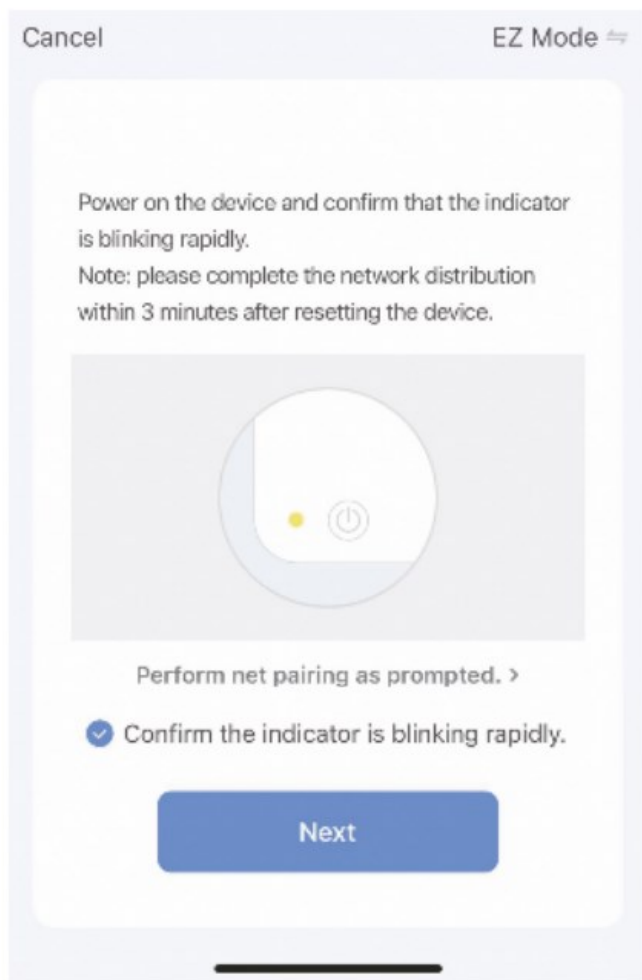 Cancel
EZ Mode
Power on the device and confirm that the indicator
is blinking rapidly.
Note: please complete the network distribution
within 3 minutes after resetting the device.
Perform net pairing as prompted. >
Confirm the indicator is blinking rapidly.
Next